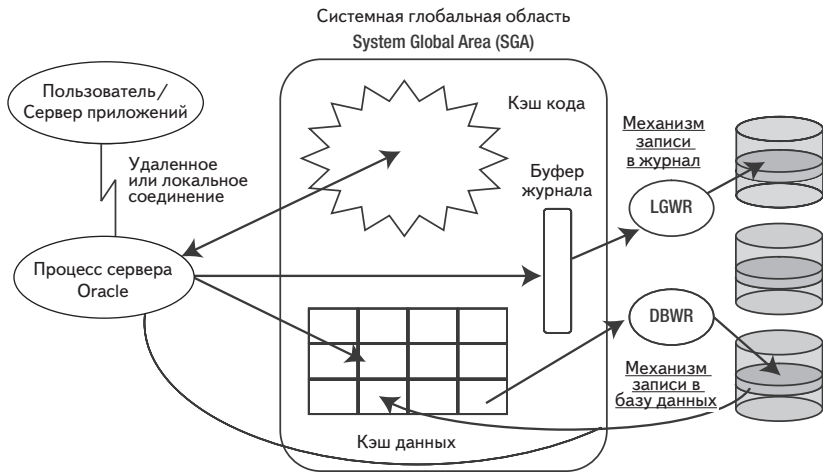 Системная глобальная область
System Global Area (SGA)
Пользователь/
Сервер приложений
Кэш кода
Механизм
записи
в журнал
Удаленное
или локальное
соединение
Буфер
журнала
LGWR
Процесс сервера
Oracle
DBWR
Механизм
записи в
базу данных
Кэш данных